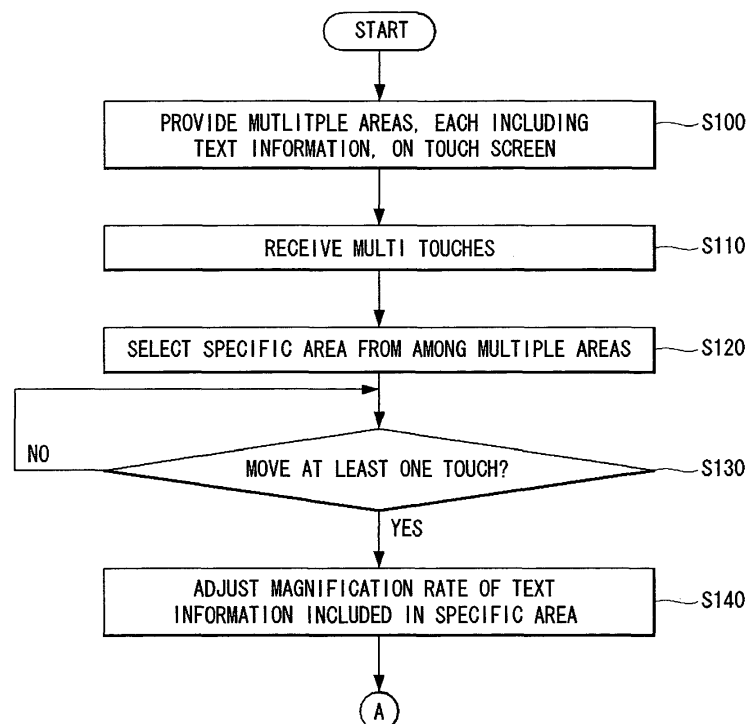 START
PROVIDE MUTLITPLE AREAS, EACH INCLUDING
TEXT INFORMATION, ON TOUCH SCREEN
S100
RECEIVE MULTI TOUCHES
S110
SELECT SPECIFIC AREA FROM AMONG MULTIPLE AREAS
S120
NO
MOVE AT LEAST ONE TOUCH?
S130
YES
ADJUST MAGNIFICATION RATE OF TEXT
INFORMATION INCLUDED IN SPECIFIC AREA
S140
A